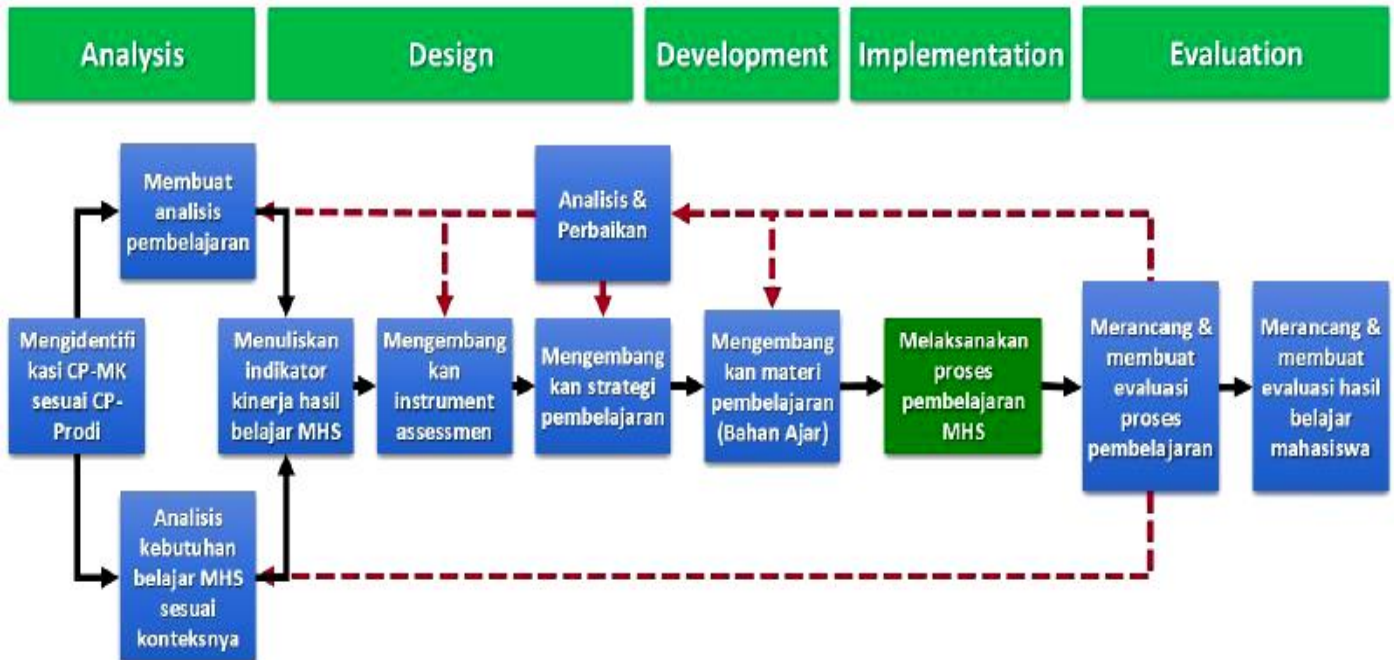 Analysis
Design
Development
Implementation
Evaluation
Membuat
analisis
pembelajaran
Analisis &
Perbaikan
Mengidentifi
kasi CP-MK
sesuai CP-
Prodi
Menuliskan
indikator
kinerja hasil
belajar MHS
Mengembang
kan
instrument
assessmen
Mengembang
kan strategi
pembelajaran
Mengembang
kan materi
pembelajaran
(Bahan Ajar)
Melaksanakan
proses
pembelajaran
MHS
Merancang &
membuat
evaluasi
proses
pembelajaran
Merancang &
membuat
evaluasi hasil
belajar
mahasiswa
Analisis
kebutuhan
belajar MHS
sesuai
konteksnya